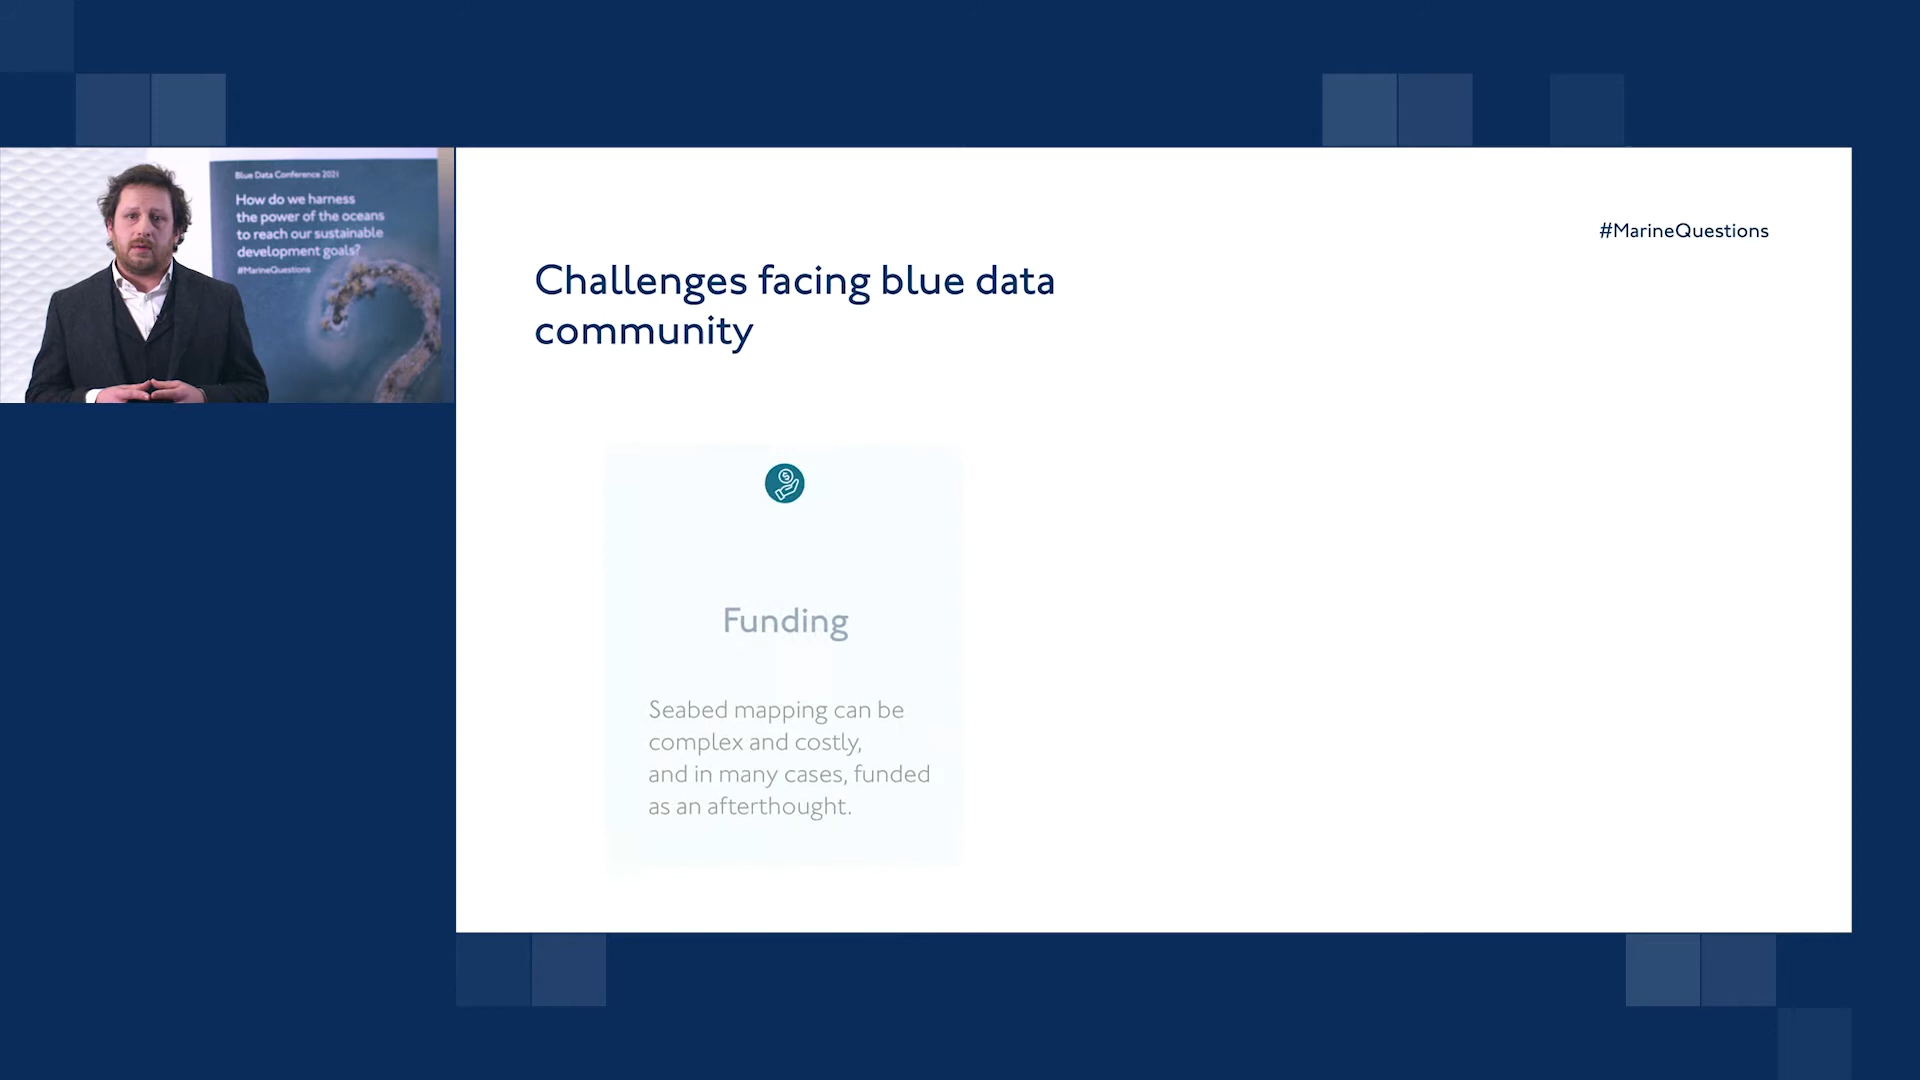 Blue Data Conference 2021
How do we harness
the power of the oceans
to reach our sustainable
development goals?
#MarineQuestions
#MarineQuestions
Challenges facing blue data
community
Funding
Seabed mapping can be
complex and costly,
and in many cases, funded
as an afterthought.